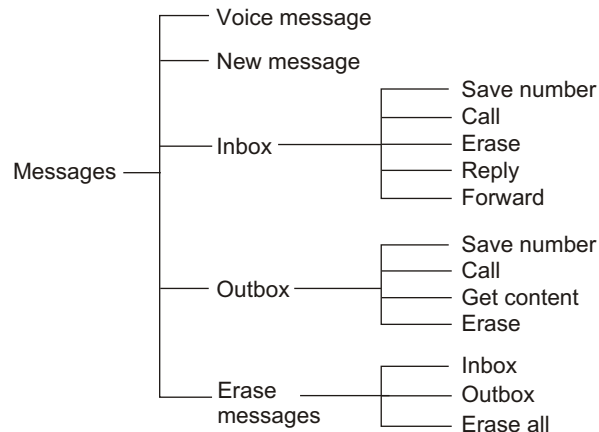 Voice message
New message
Save number
Call
Inbox
Erase
Reply
Messages
Forward
Save number
Call
Outbox
Get content
Erase
Inbox
Erase
messages
Outbox
Erase all